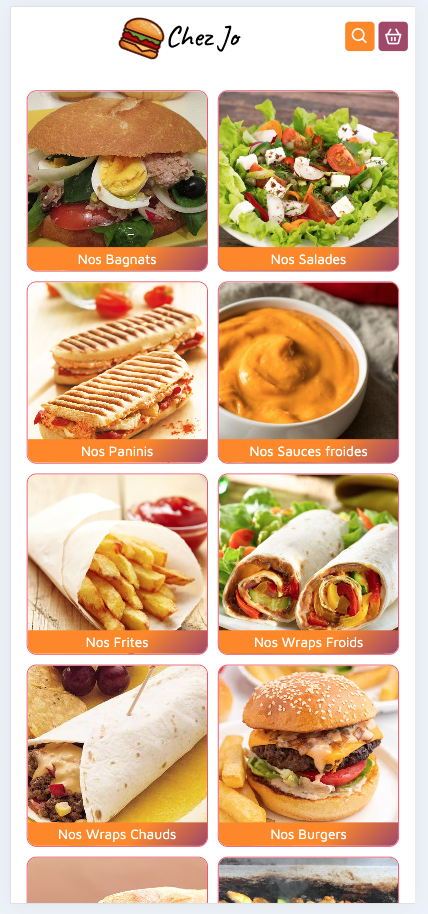 Chez Jo
Nos Bagnats
Nos Salades
Nos Paninis
Nos Sauces froides
Nos Frites
Nos Wraps Froids
Nos Wraps Chauds
Nos Burgers